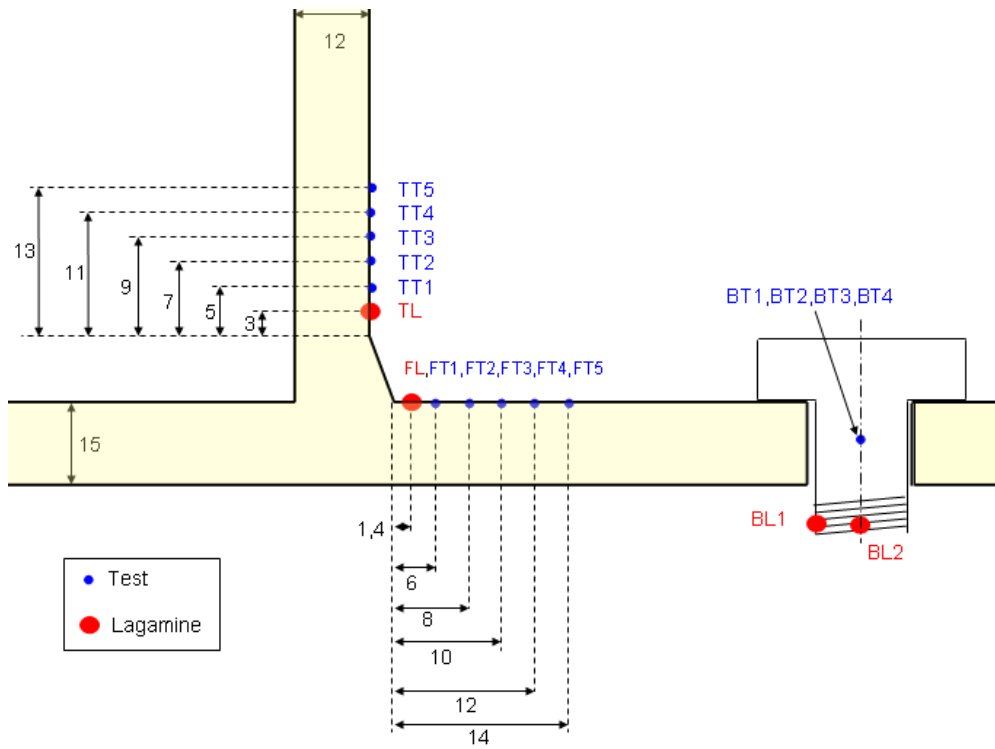 12
TT5
TT4
TT3
TT2
TT1
TL
13
11
9
7
5
3
BT1,BT2,BT3,BT4
FL,FT1,FT2,FT3,FT4,FT5
15
BL1
BL2
1,4
6
8
10
12
14
Test
Lagamine